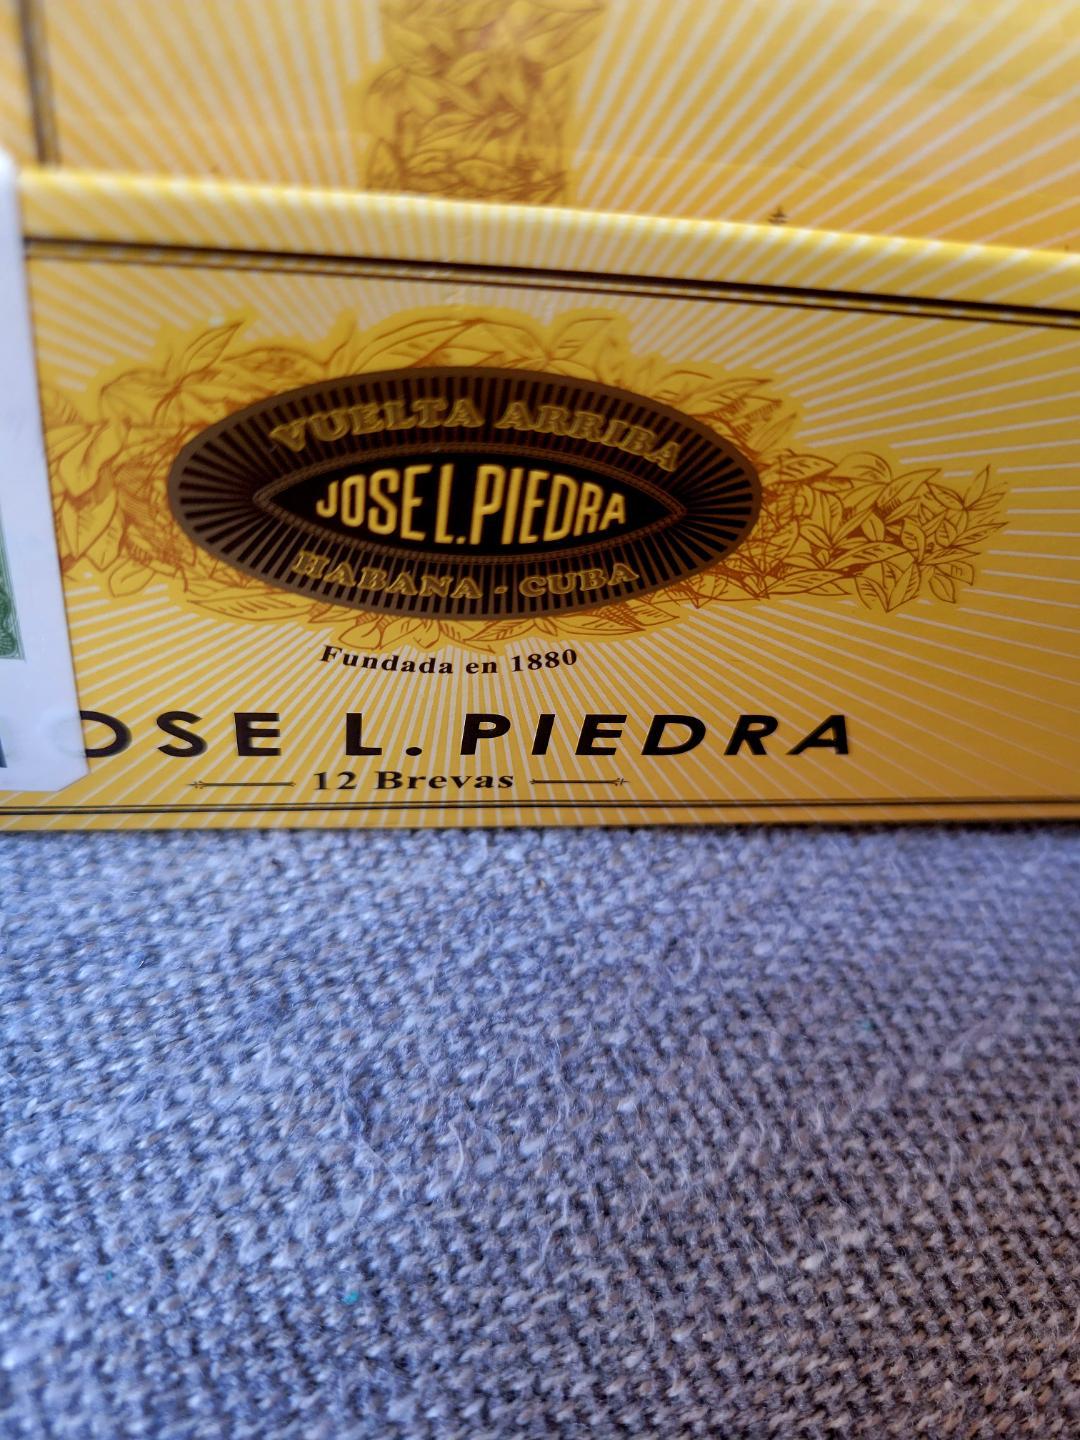 VUELTA ARRIBA
JOSE L. PIEDRA
HABANA · CUBA
Fundada en 1880
OSE L. PIEDRA
12 Brevas